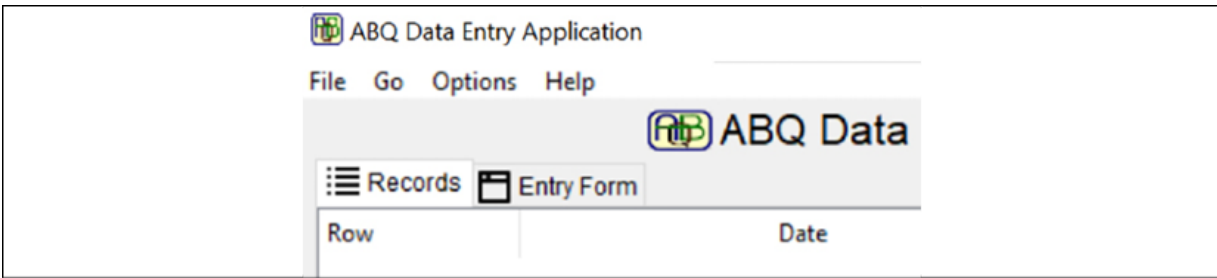 ABQ Data Entry Application
File Go Options Help
ABQ Data
Records Entry Form
Row Date